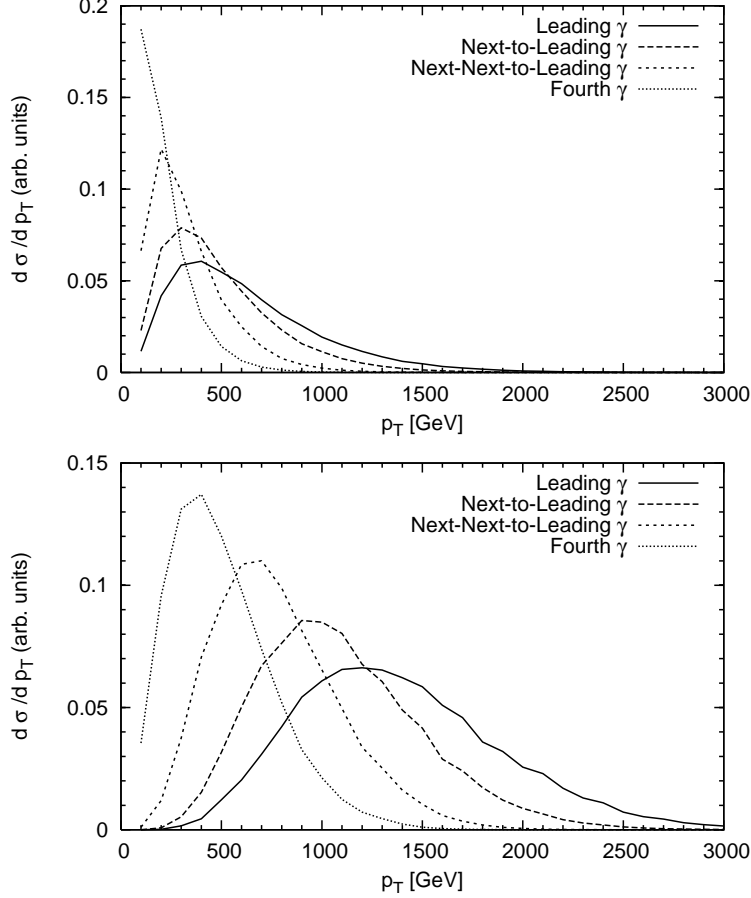 0.2
0.15
0.1
0.05
0
0 500 1000 1500 2000 2500 3000
d σ /d p_T (arb. units)
p_T [GeV]
Leading γ
Next-to-Leading γ
Next-Next-to-Leading γ
Fourth γ
0.15
0.1
0.05
0
0 500 1000 1500 2000 2500 3000
d σ /d p_T (arb. units)
p_T [GeV]
Leading γ
Next-to-Leading γ
Next-Next-to-Leading γ
Fourth γ